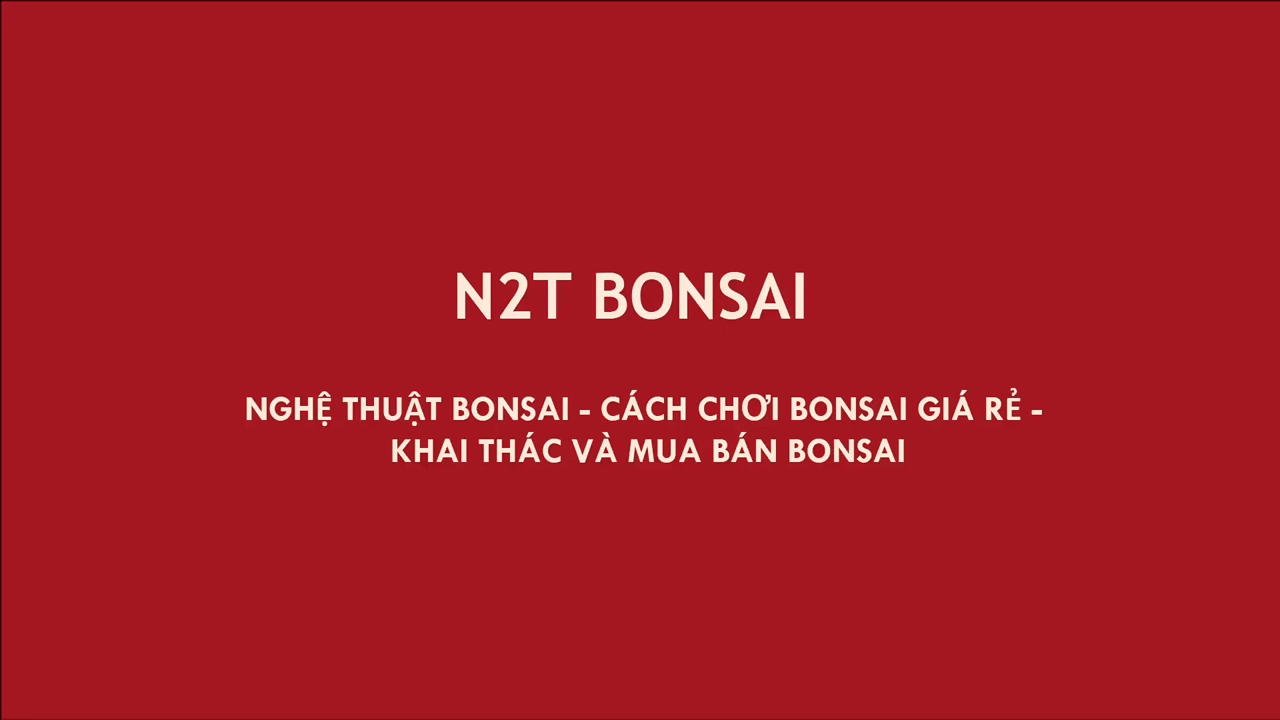 N2T BONSAI
NGHỆ THUẬT BONSAI - CÁCH CHƠI BONSAI GIÁ RẺ -
KHAI THÁC VÀ MUA BÁN BONSAI